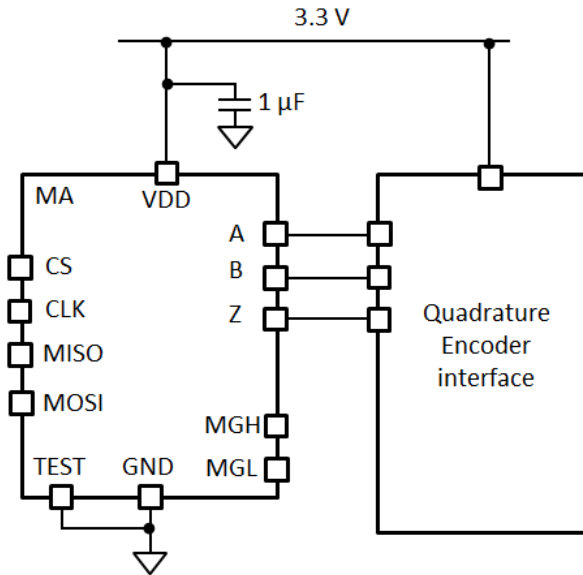 3.3 V
1 µF
MA
VDD
A
B
Z
CS
CLK
MISO
MOSI
MGH
MGL
TEST
GND
Quadrature
Encoder
interface